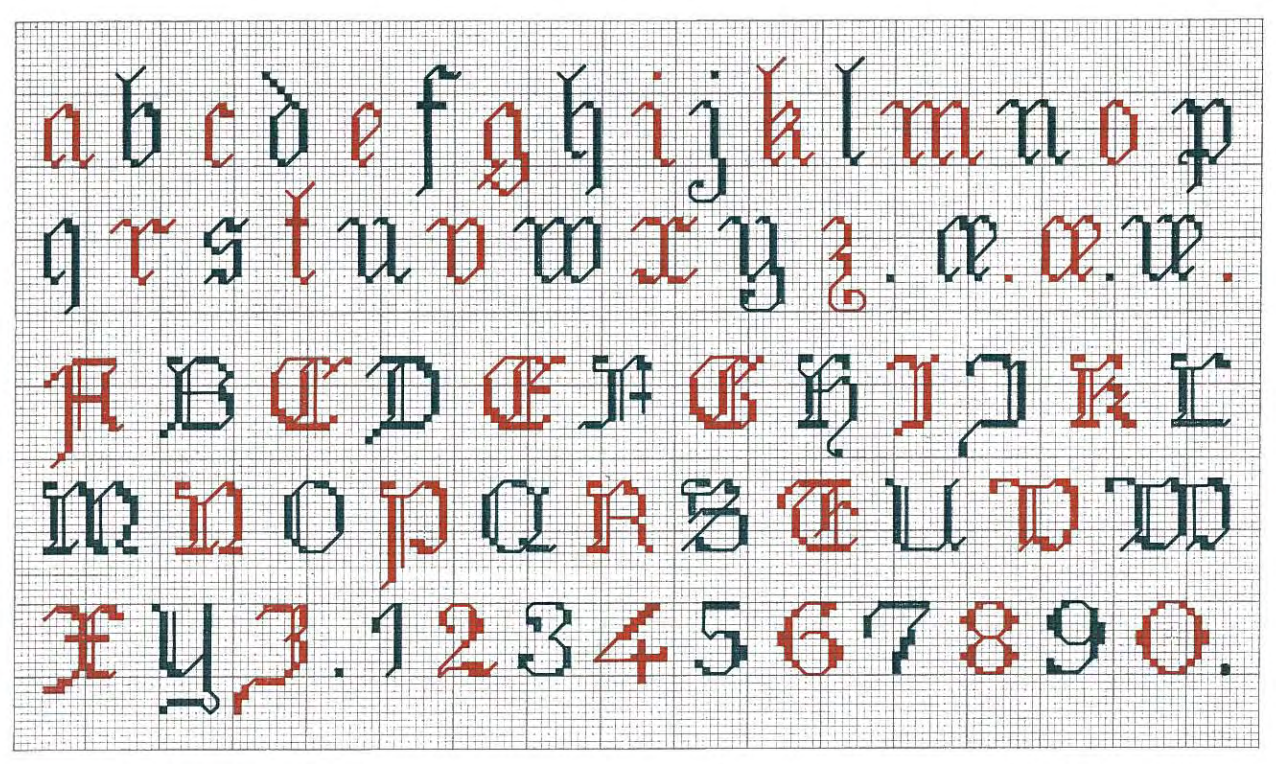 a b c d e f g h i j k l m n o p
q r s t u v w x y z . æ . œ . .
A B C D E F G H I J K L
M N O P Q R S T U V W
X Y Z . 1 2 3 4 5 6 7 8 9 0 .